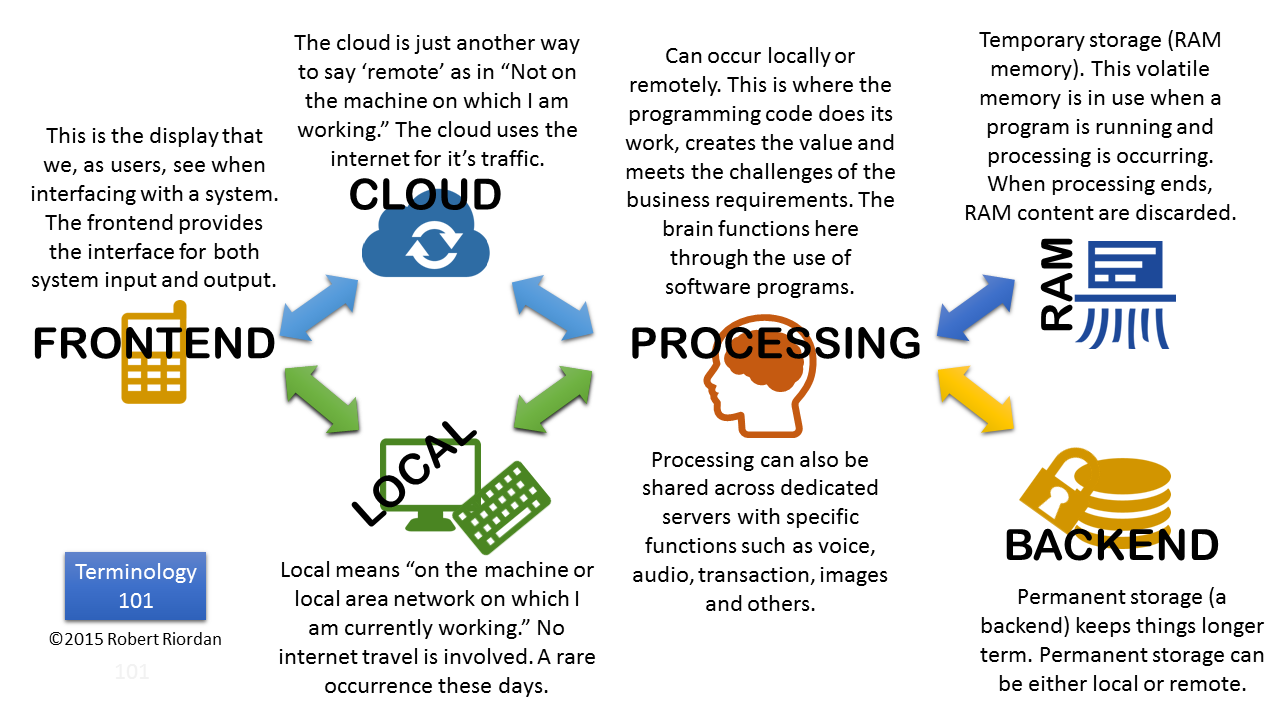 This is the display that
we, as users, see when
interfacing with a system.
The frontend provides
the interface for both
system input and output.
FRONTEND
The cloud is just another way
to say ‘remote’ as in “Not on
the machine on which I am
working.” The cloud uses the
internet for it’s traffic.
CLOUD
LOCAL
Local means “on the machine or
local area network on which I
am currently working.” No
internet travel is involved. A rare
occurrence these days.
Can occur locally or
remotely. This is where the
programming code does its
work, creates the value and
meets the challenges of the
business requirements. The
brain functions here
through the use of
software programs.
PROCESSING
Processing can also be
shared across dedicated
servers with specific
functions such as voice,
audio, transaction, images
and others.
Temporary storage (RAM
memory). This volatile
memory is in use when a
program is running and
processing is occurring.
When processing ends,
RAM content are discarded.
RAM
BACKEND
Permanent storage (a
backend) keeps things longer
term. Permanent storage can
be either local or remote.
Terminology
101
©2015 Robert Riordan
101